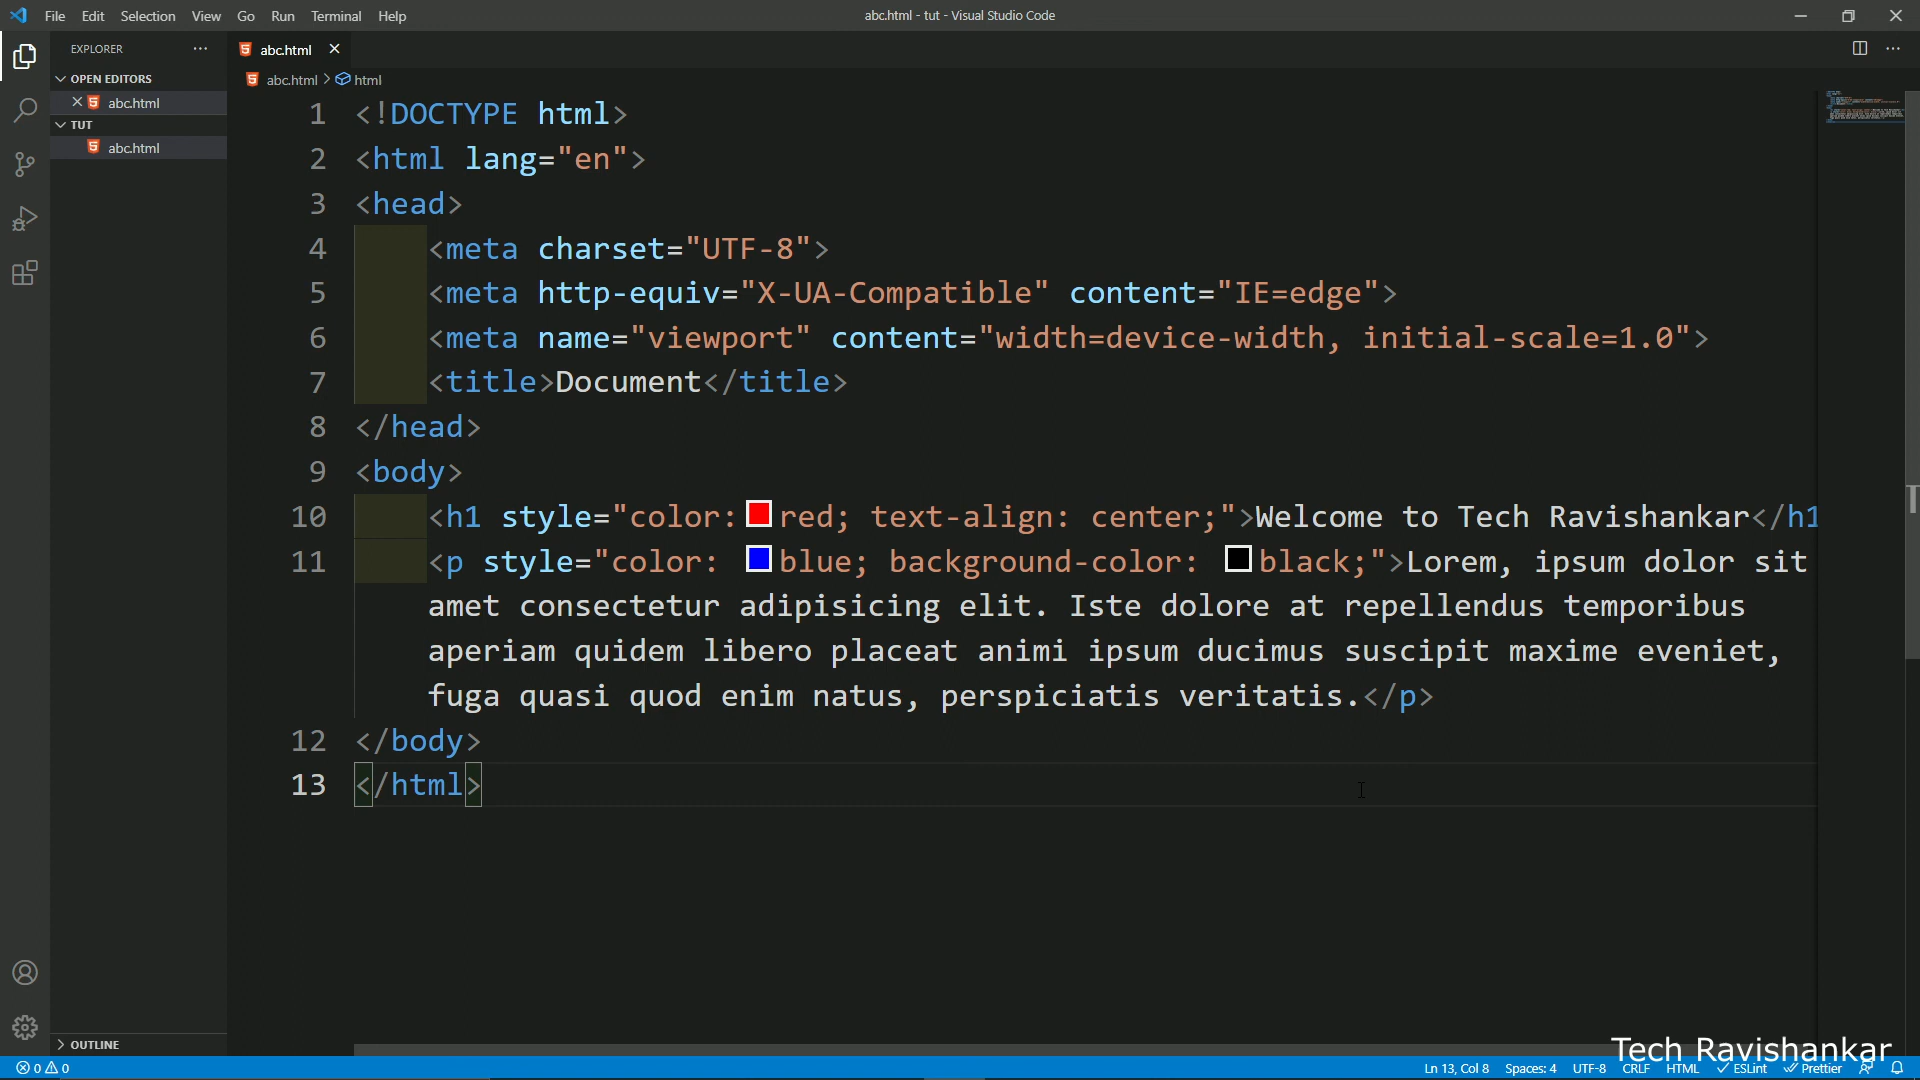 File Edit Selection View Go Run Terminal Help
abc.html - tut - Visual Studio Code
EXPLORER
abc.html
OPEN EDITORS
abc.html
TUT
abc.html
abc.html > html
1 <!DOCTYPE html>
2 <html lang="en">
3 <head>
4 <meta charset="UTF-8">
5 <meta http-equiv="X-UA-Compatible" content="IE=edge">
6 <meta name="viewport" content="width=device-width, initial-scale=1.0">
7 <title>Document</title>
8 </head>
9 <body>
10 <h1 style="color: red; text-align: center;">Welcome to Tech Ravishankar</h1
11 <p style="color: blue; background-color: black;">Lorem, ipsum dolor sit
amet consectetur adipisicing elit. Iste dolore at repellendus temporibus
aperiam quidem libero placeat animi ipsum ducimus suscipit maxime eveniet,
fuga quasi quod enim natus, perspiciatis veritatis.</p>
12 </body>
13 </html>
OUTLINE
Tech Ravishankar
0 0
Ln 13, Col 8 Spaces: 4 UTF-8 CRLF HTML ESLint Prettier